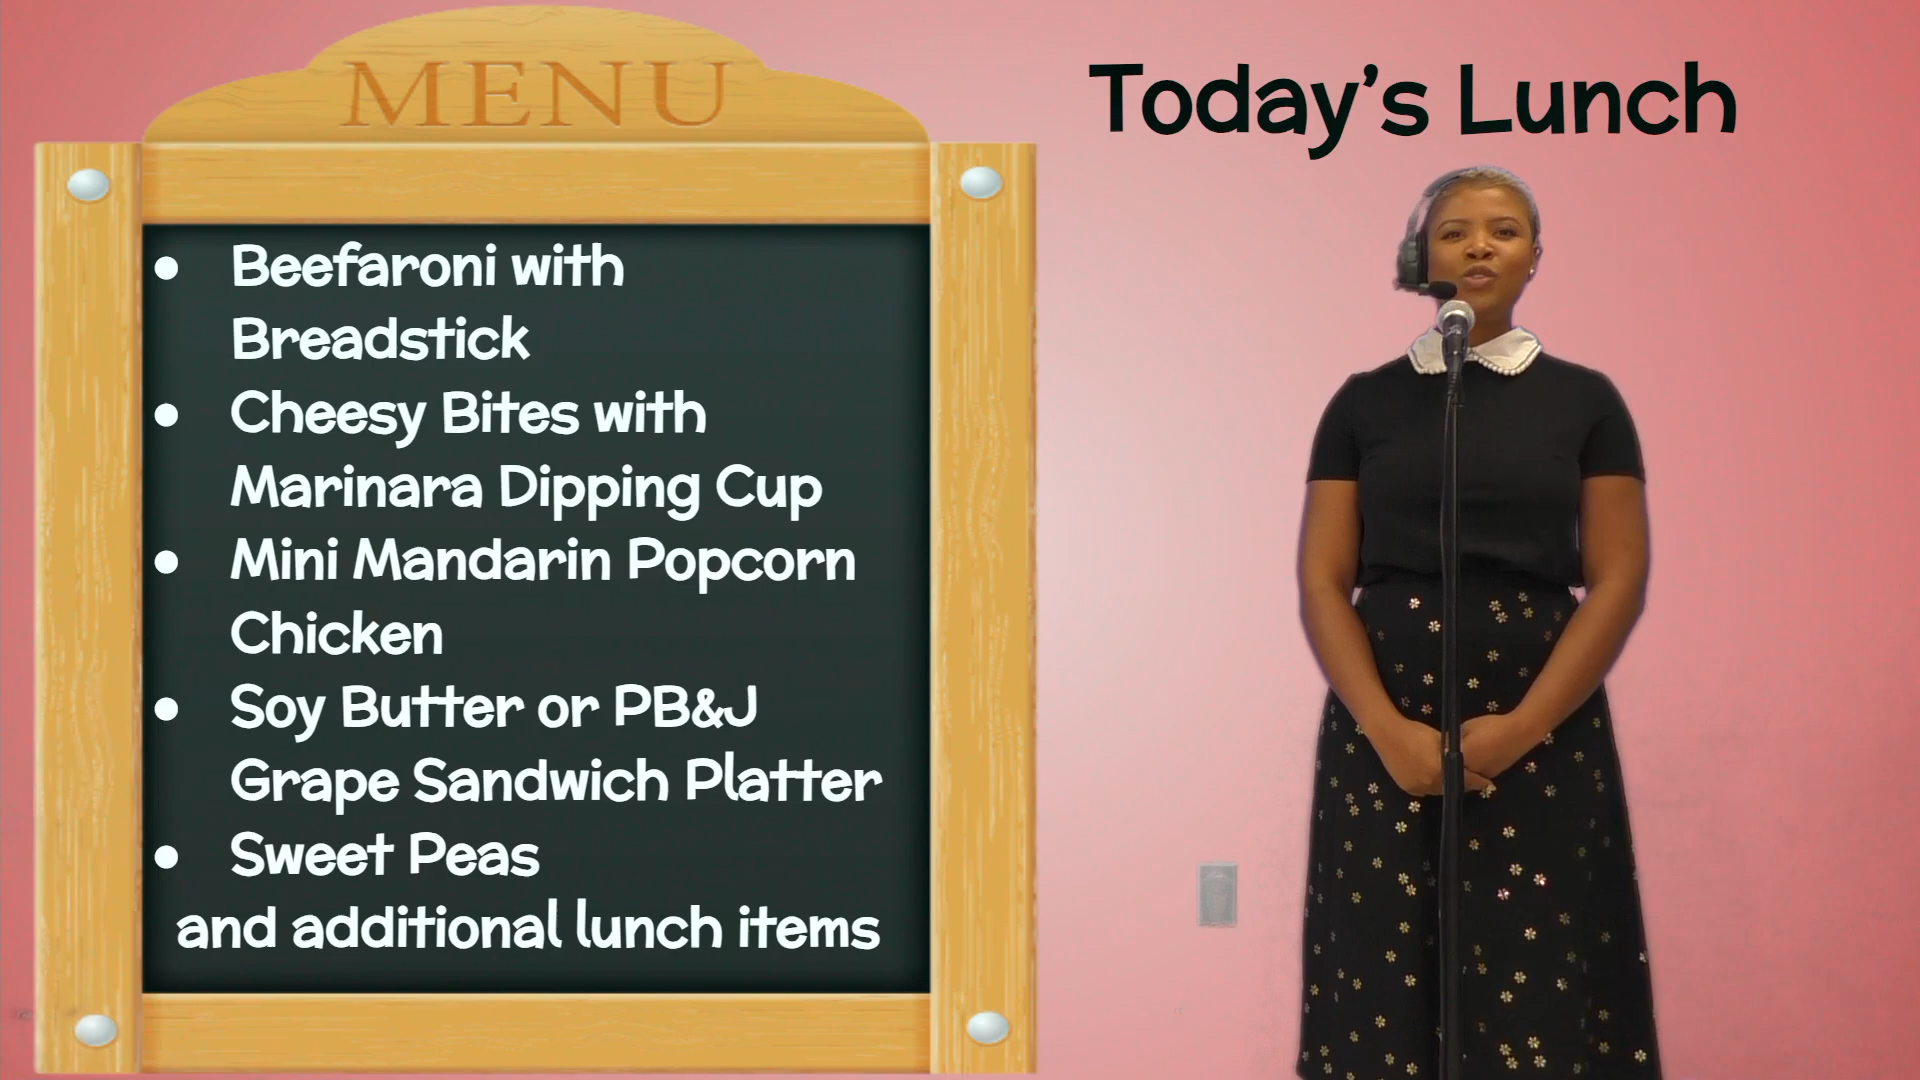 MENU
Today's Lunch
• Beefaroni with
Breadstick
• Cheesy Bites with
Marinara Dipping Cup
• Mini Mandarin Popcorn
Chicken
• Soy Butter or PB&J
Grape Sandwich Platter
• Sweet Peas
and additional lunch items